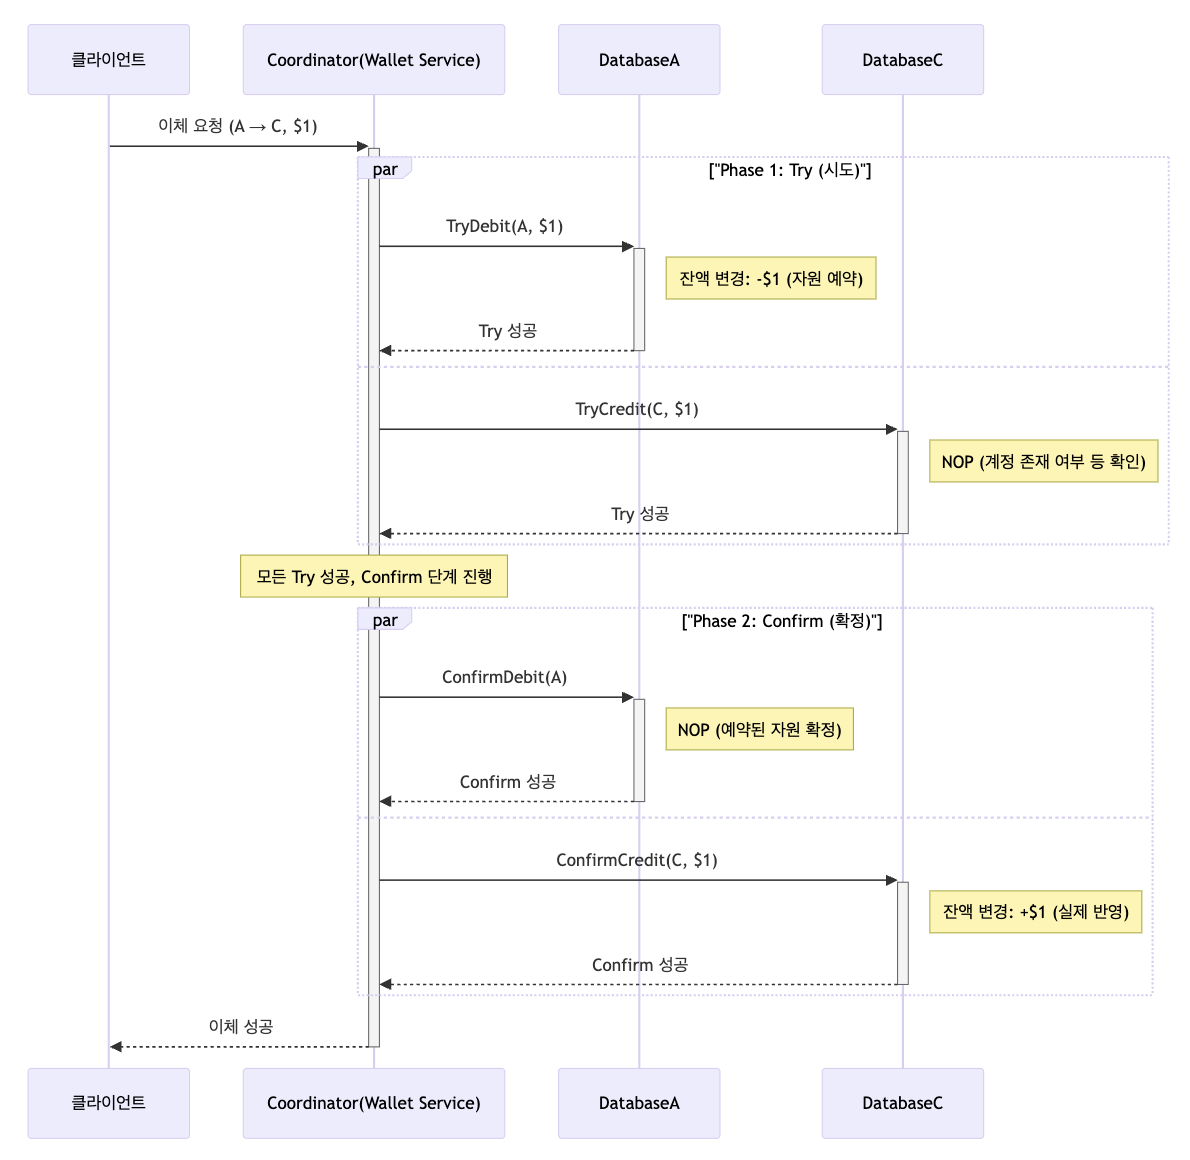 클라이언트
Coordinator(Wallet Service)
DatabaseA
DatabaseC
이체 요청 (A → C, $1)
par
["Phase 1: Try (시도)"]
TryDebit(A, $1)
잔액 변경: -$1 (자원 예약)
Try 성공
TryCredit(C, $1)
NOP (계정 존재 여부 등 확인)
Try 성공
모든 Try 성공, Confirm 단계 진행
par
["Phase 2: Confirm (확정)"]
ConfirmDebit(A)
NOP (예약된 자원 확정)
Confirm 성공
ConfirmCredit(C, $1)
잔액 변경: +$1 (실제 반영)
Confirm 성공
이체 성공
클라이언트
Coordinator(Wallet Service)
DatabaseA
DatabaseC